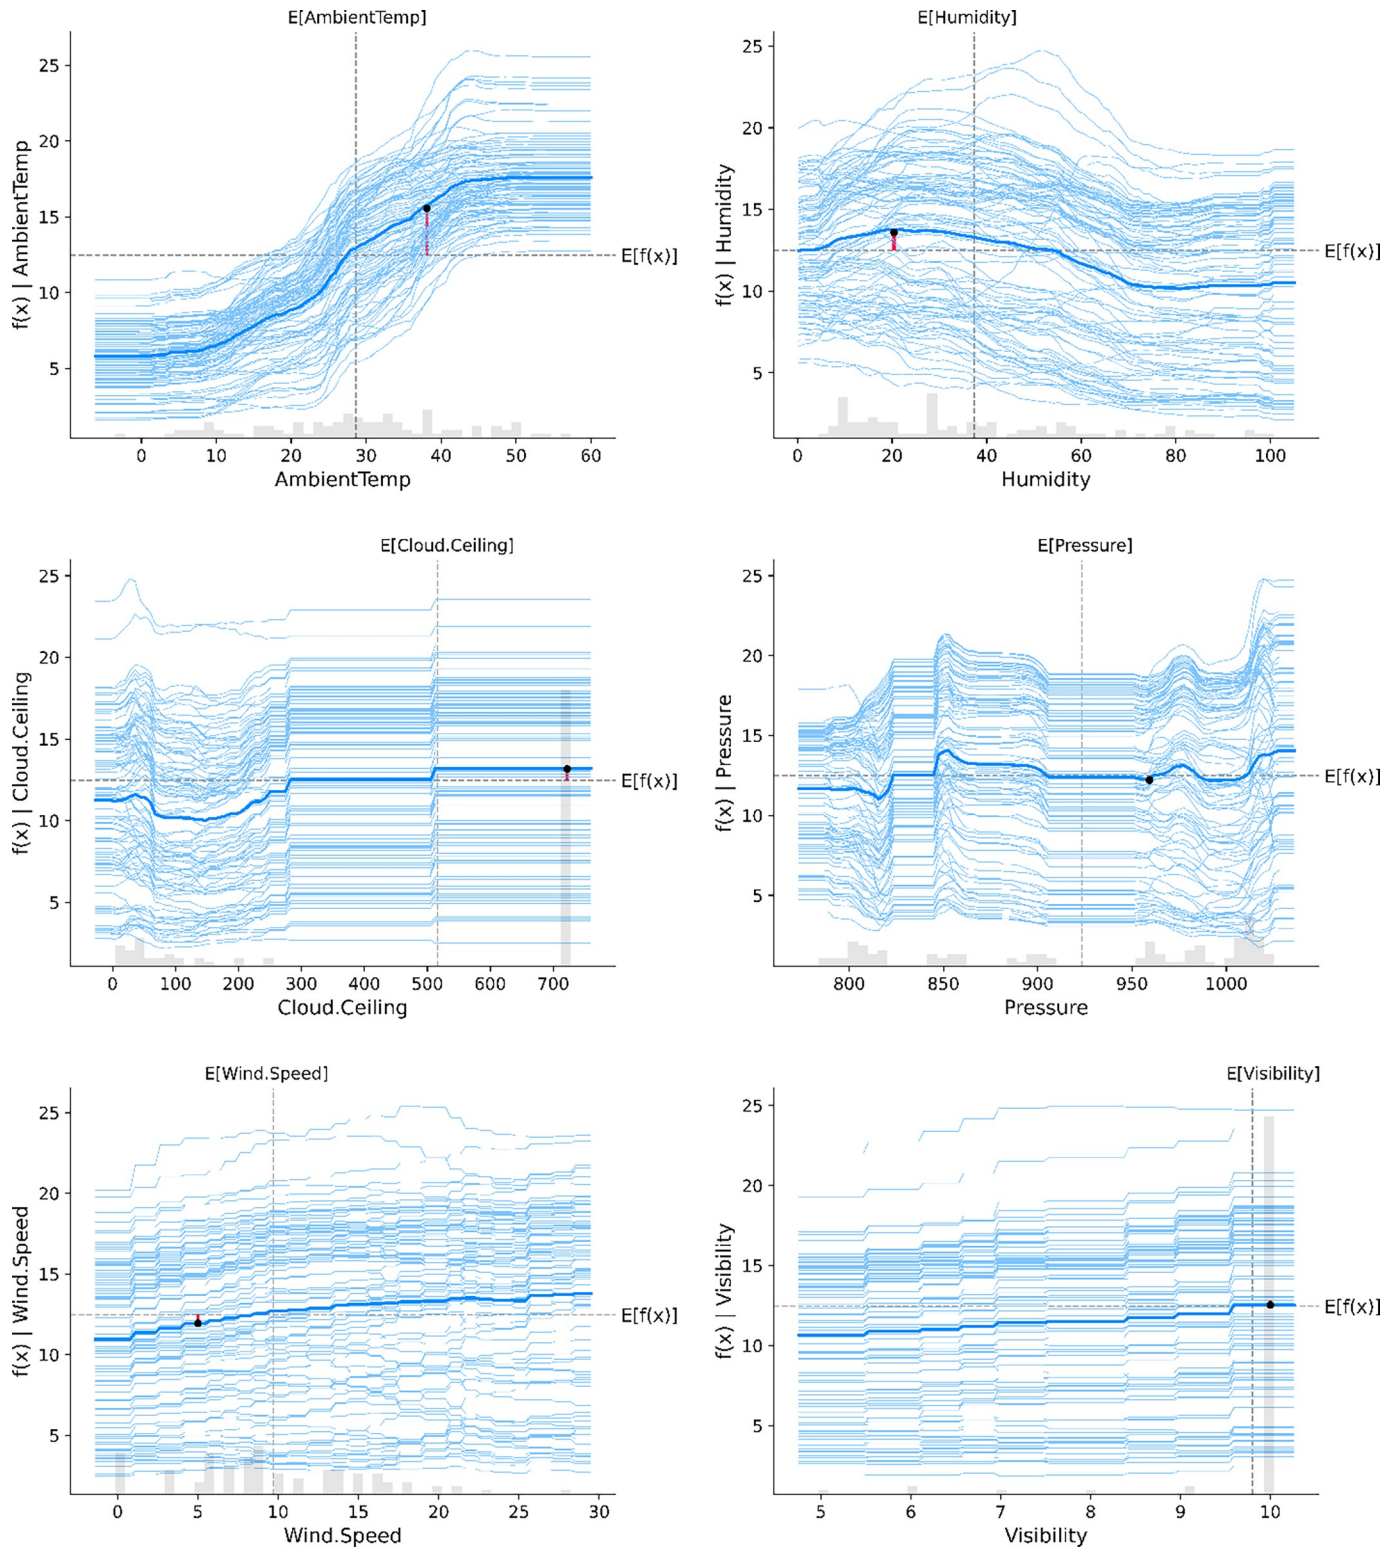 E[AmbientTemp]
f(x) | AmbientTemp
25
20
15
10
5
E[f(x)]
0 10 20 30 40 50 60
AmbientTemp
E[Humidity]
f(x) | Humidity
25
20
15
10
5
E[f(x)]
0 20 40 60 80 100
Humidity
E[Cloud.Ceiling]
f(x) | Cloud.Ceiling
25
20
15
10
5
E[f(x)]
0 100 200 300 400 500 600 700
Cloud.Ceiling
E[Pressure]
f(x) | Pressure
25
20
15
10
5
E[f(x)]
800 850 900 950 1000
Pressure
E[Wind.Speed]
f(x) | Wind.Speed
25
20
15
10
5
E[f(x)]
0 5 10 15 20 25 30
Wind.Speed
E[Visibility]
f(x) | Visibility
25
20
15
10
5
E[f(x)]
5 6 7 8 9 10
Visibility